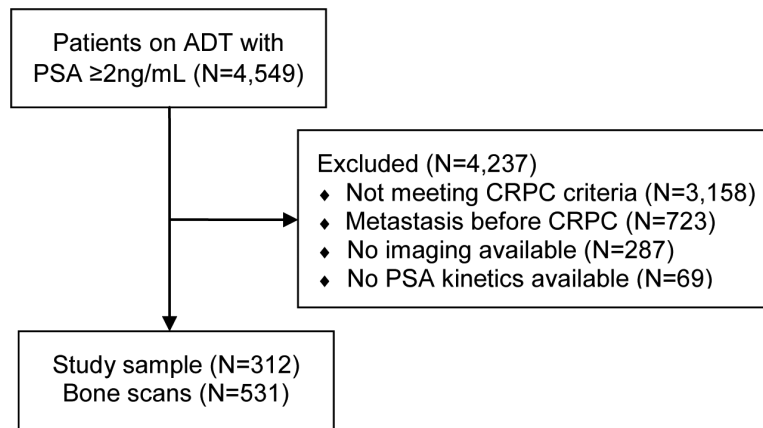 Patients on ADT with
PSA ≥2ng/mL (N=4,549)
Excluded (N=4,237)
♦ Not meeting CRPC criteria (N=3,158)
♦ Metastasis before CRPC (N=723)
♦ No imaging available (N=287)
♦ No PSA kinetics available (N=69)
Study sample (N=312)
Bone scans (N=531)